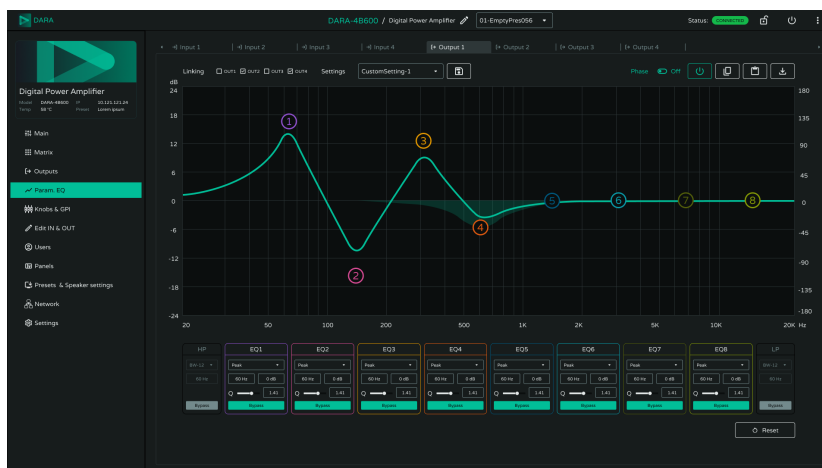 DARA
DARA-4B600 / Digital Power Amplifier
01-EmptyPres056
Status: CONNECTED
Input 1
Input 2
Input 3
Input 4
Output 1
Output 2
Output 3
Output 4
Digital Power Amplifier
Model DARA-4B600 IP 10.121.121.24
Temp 58 °C Preset Lorem ipsum
Main
Matrix
Outputs
Param. EQ
Knobs & GPI
Edit IN & OUT
Users
Panels
Presets & Speaker settings
Network
Settings
Linking OUT1 OUT2 OUT3 OUT4 Settings CustomSetting-1
Phase Off
dB
24 180
18 135
12 90
6 45
0 0
-6 -45
-12 -90
-18 -135
-24 -180
1
2
3
4
5
6
7
8
20 50 100 200 500 1K 2K 5K 10K 20K Hz
HP EQ1 EQ2 EQ3 EQ4 EQ5 EQ6 EQ7 EQ8 LP
BW-12 Peak Peak Peak Peak Peak Peak Peak Peak BW-12
60 Hz 60 Hz 0 dB 60 Hz 0 dB 60 Hz 0 dB 60 Hz 0 dB 60 Hz 0 dB 60 Hz 0 dB 60 Hz 0 dB 60 Hz 0 dB 60 Hz
Q 1.41 Q 1.41 Q 1.41 Q 1.41 Q 1.41 Q 1.41 Q 1.41 Q 1.41
Bypass Bypass Bypass Bypass Bypass Bypass Bypass Bypass Bypass Bypass
Reset